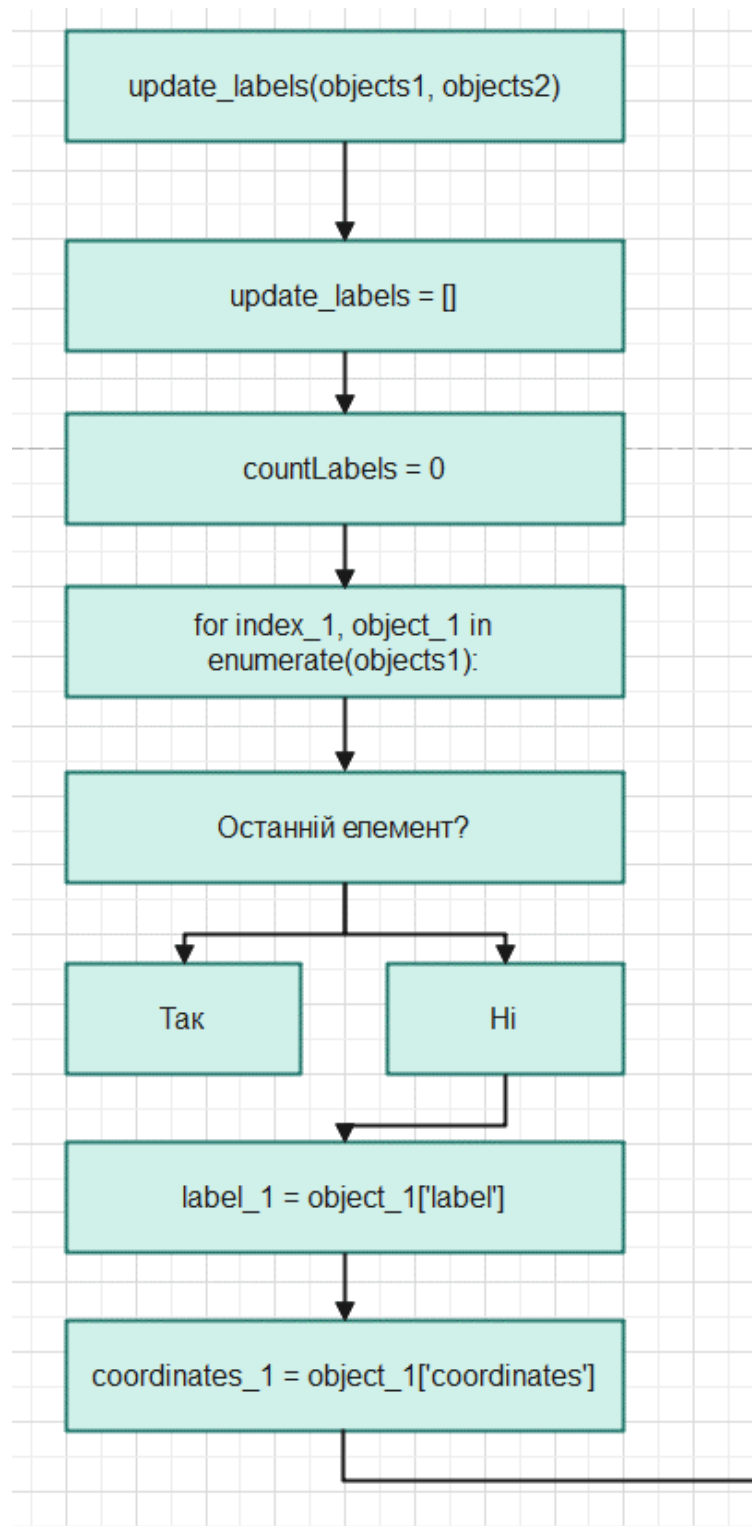 update_labels(objects1, objects2)
update_labels = []
countLabels = 0
for index_1, object_1 in
enumerate(objects1):
Останній елемент?
Так
Ні
label_1 = object_1['label']
coordinates_1 = object_1['coordinates']